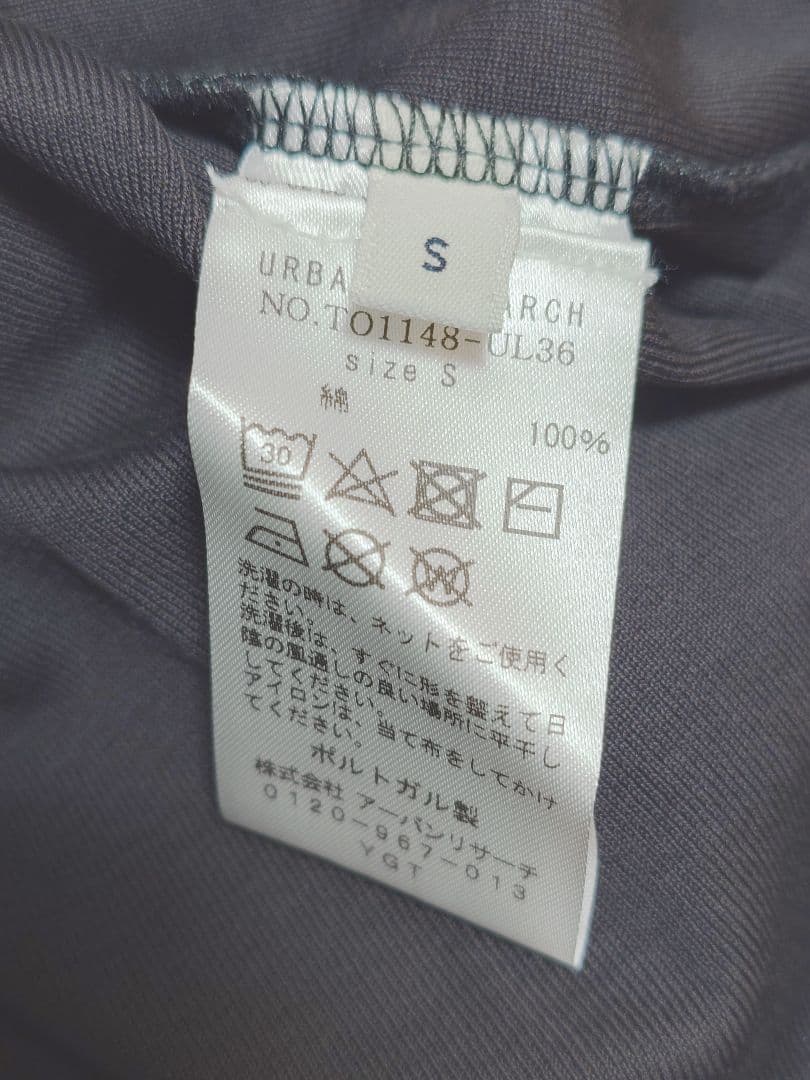 S
URBA ARCH
NO.TO1148-UL36
size S
綿 100%
30
W
洗濯の時は、ネットをご使用く
ださい。
洗濯後は、すぐに形を整えて日
陰の風通しの良い場所に平干し
してください。
アイロンは、当て布をしてかけ
てください。
ポルトガル製
株式会社 アーバンリサーチ
0120-967-013
YGT